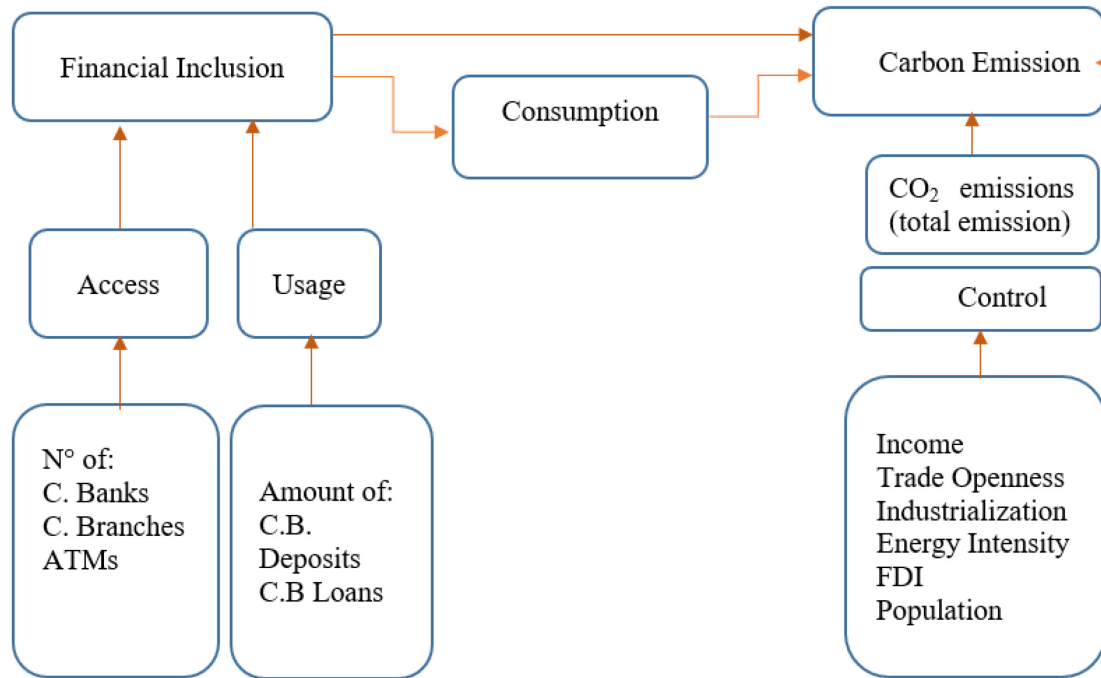 Financial Inclusion
Consumption
Carbon Emission
CO₂ emissions
(total emission)
Access
Usage
Control
N° of:
C. Banks
C. Branches
ATMs
Amount of:
C.B.
Deposits
C.B Loans
Income
Trade Openness
Industrialization
Energy Intensity
FDI
Population